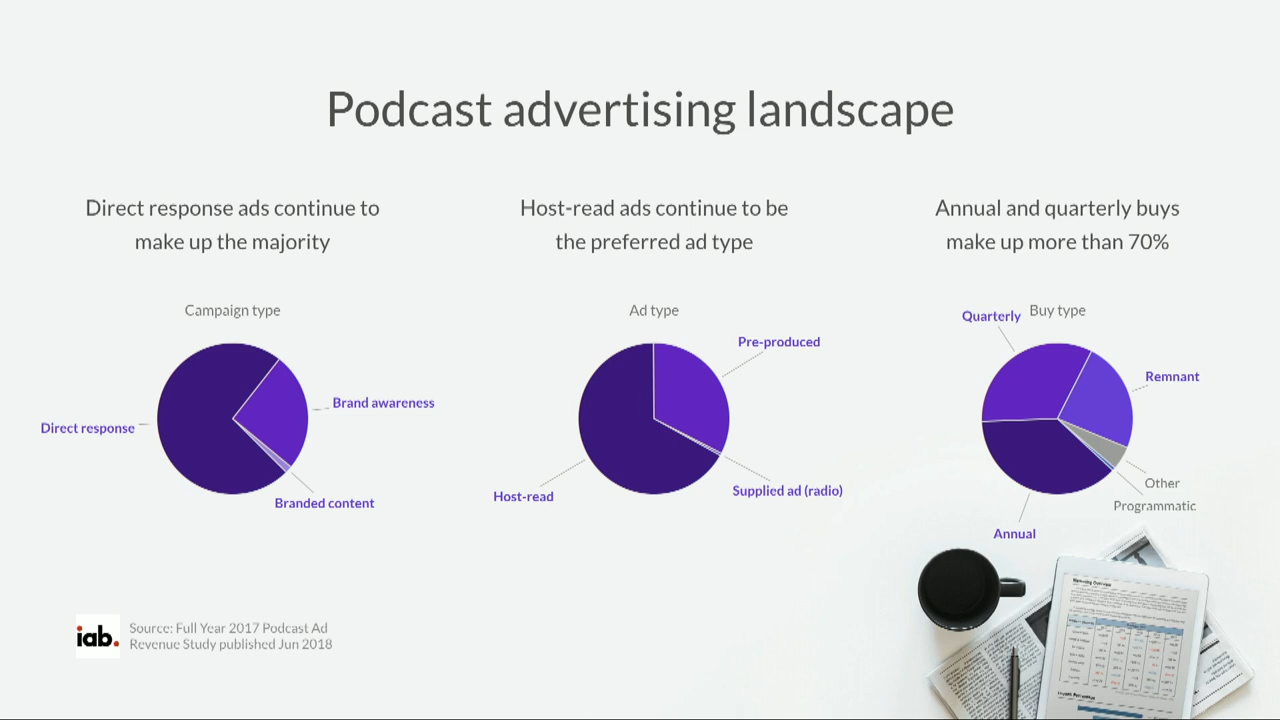 Podcast advertising landscape
Direct response ads continue to
make up the majority
Host-read ads continue to be
the preferred ad type
Annual and quarterly buys
make up more than 70%
Campaign type
Direct response
Brand awareness
Branded content
Ad type
Pre-produced
Host-read
Supplied ad (radio)
Buy type
Quarterly
Remnant
Other
Programmatic
Annual
iab.
Source: Full Year 2017 Podcast Ad
Revenue Study published Jun 2018
Marketing Overview